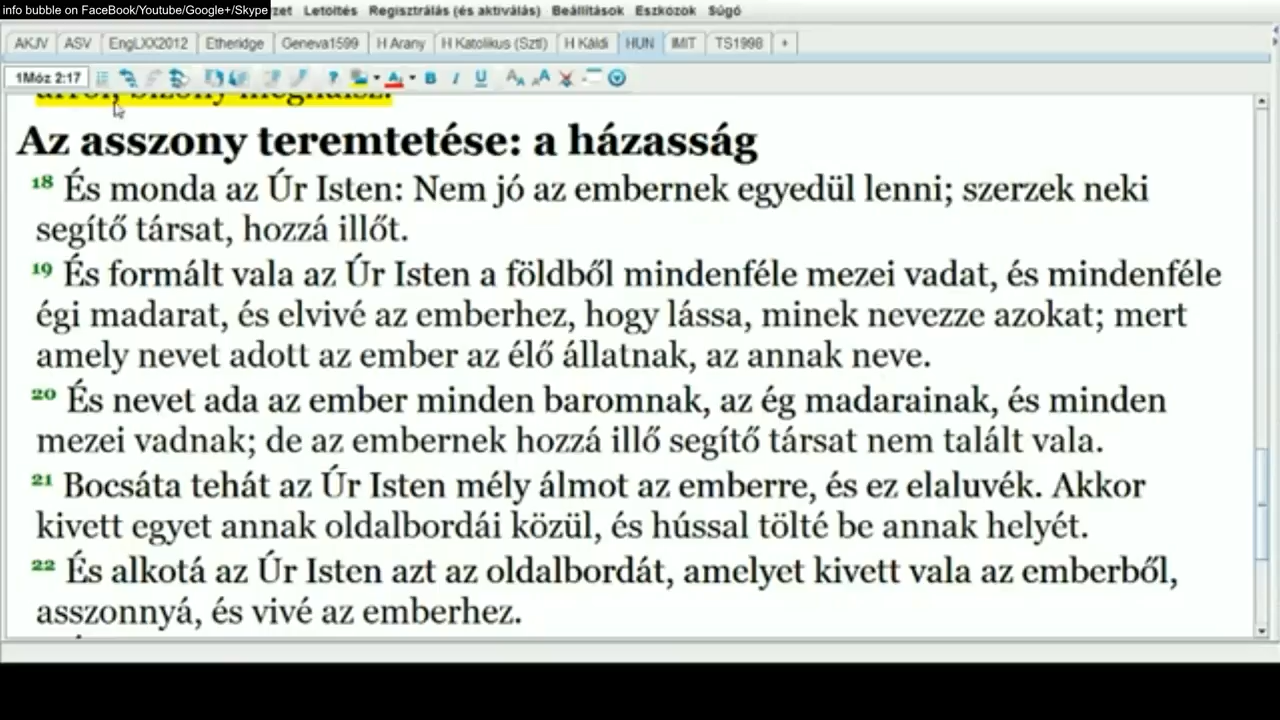 info bubble on FaceBook/Youtube/Google+/Skype
Letöltés Regisztrálás (és aktiválás) Beállítások Eszközök Súgó
AKJV ASV EngLXX2012 Etheridge Geneva1599 H Arany H Katolikus (SztI) H Káldi HUN IMIT TS1998 +
1Móz 2:17 ? A B I U
Az asszony teremtetése: a házasság
18 És monda az Úr Isten: Nem jó az embernek egyedül lenni; szerzek neki
segítő társat, hozzá illőt.
19 És formált vala az Úr Isten a földből mindenféle mezei vadat, és mindenféle
égi madarat, és elvivé az emberhez, hogy lássa, minek nevezze azokat; mert
amely nevet adott az ember az élő állatnak, az annak neve.
20 És nevet ada az ember minden baromnak, az ég madarainak, és minden
mezei vadnak; de az embernek hozzá illő segítő társat nem talált vala.
21 Bocsáta tehát az Úr Isten mély álmot az emberre, és ez elaluvék. Akkor
kivett egyet annak oldalbordái közül, és hússal tölté be annak helyét.
22 És alkotá az Úr Isten azt az oldalbordát, amelyet kivett vala az emberből,
asszonnyá, és vivé az emberhez.